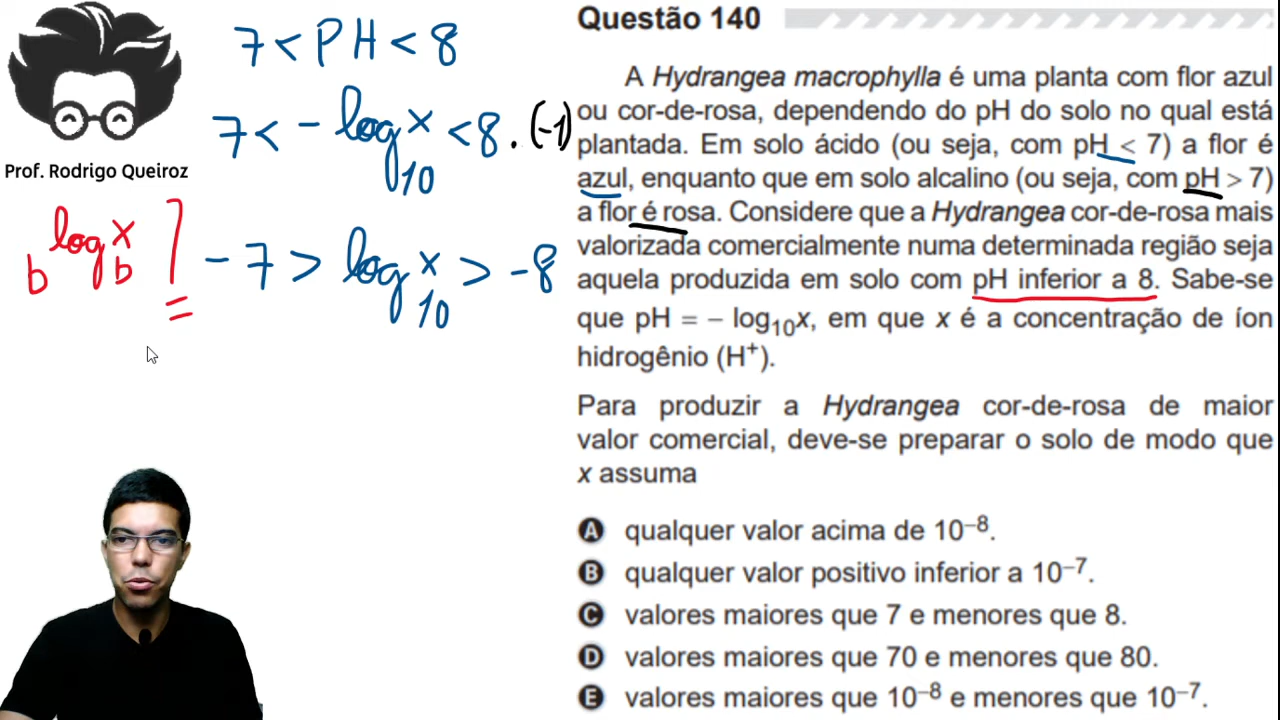 Prof. Rodrigo Queiroz
7 < PH < 8
7 < - log₁₀ x < 8 . (-1)
b log_b x
- 7 > log₁₀ x > - 8
Questão 140
A Hydrangea macrophylla é uma planta com flor azul
ou cor-de-rosa, dependendo do pH do solo no qual está
plantada. Em solo ácido (ou seja, com pH < 7) a flor é
azul, enquanto que em solo alcalino (ou seja, com pH > 7)
a flor é rosa. Considere que a Hydrangea cor-de-rosa mais
valorizada comercialmente numa determinada região seja
aquela produzida em solo com pH inferior a 8. Sabe-se
que pH = – log₁₀x, em que x é a concentração de íon
hidrogênio (H⁺).
Para produzir a Hydrangea cor-de-rosa de maior
valor comercial, deve-se preparar o solo de modo que
x assuma
A qualquer valor acima de 10⁻⁸.
B qualquer valor positivo inferior a 10⁻⁷.
C valores maiores que 7 e menores que 8.
D valores maiores que 70 e menores que 80.
E valores maiores que 10⁻⁸ e menores que 10⁻⁷.